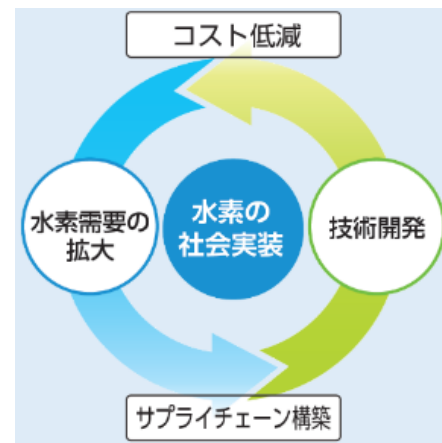 コスト低減
水素需要の
拡大
水素の
社会実装
技術開発
サプライチェーン構築